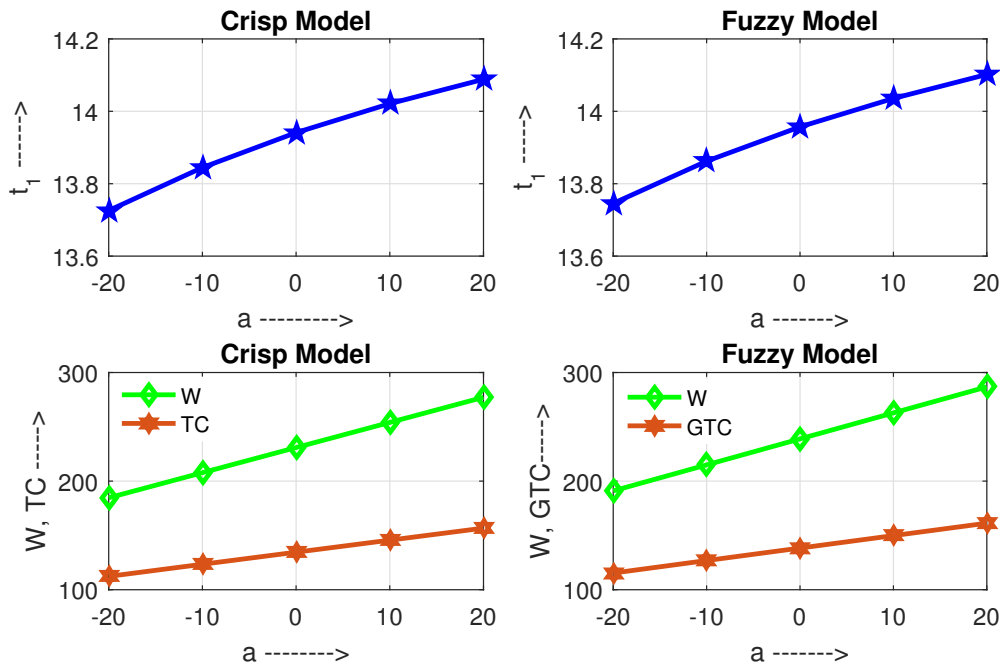 Crisp Model
14.2
14
13.8
13.6
t1 ------>
-20 -10 0 10 20
a --------->
Fuzzy Model
14.2
14
13.8
13.6
t1 ----->
-20 -10 0 10 20
a ------->
Crisp Model
300
200
100
W, TC ------>
W
TC
-20 -10 0 10 20
a -------->
Fuzzy Model
300
200
100
W, GTC------>
W
GTC
-20 -10 0 10 20
a ------->